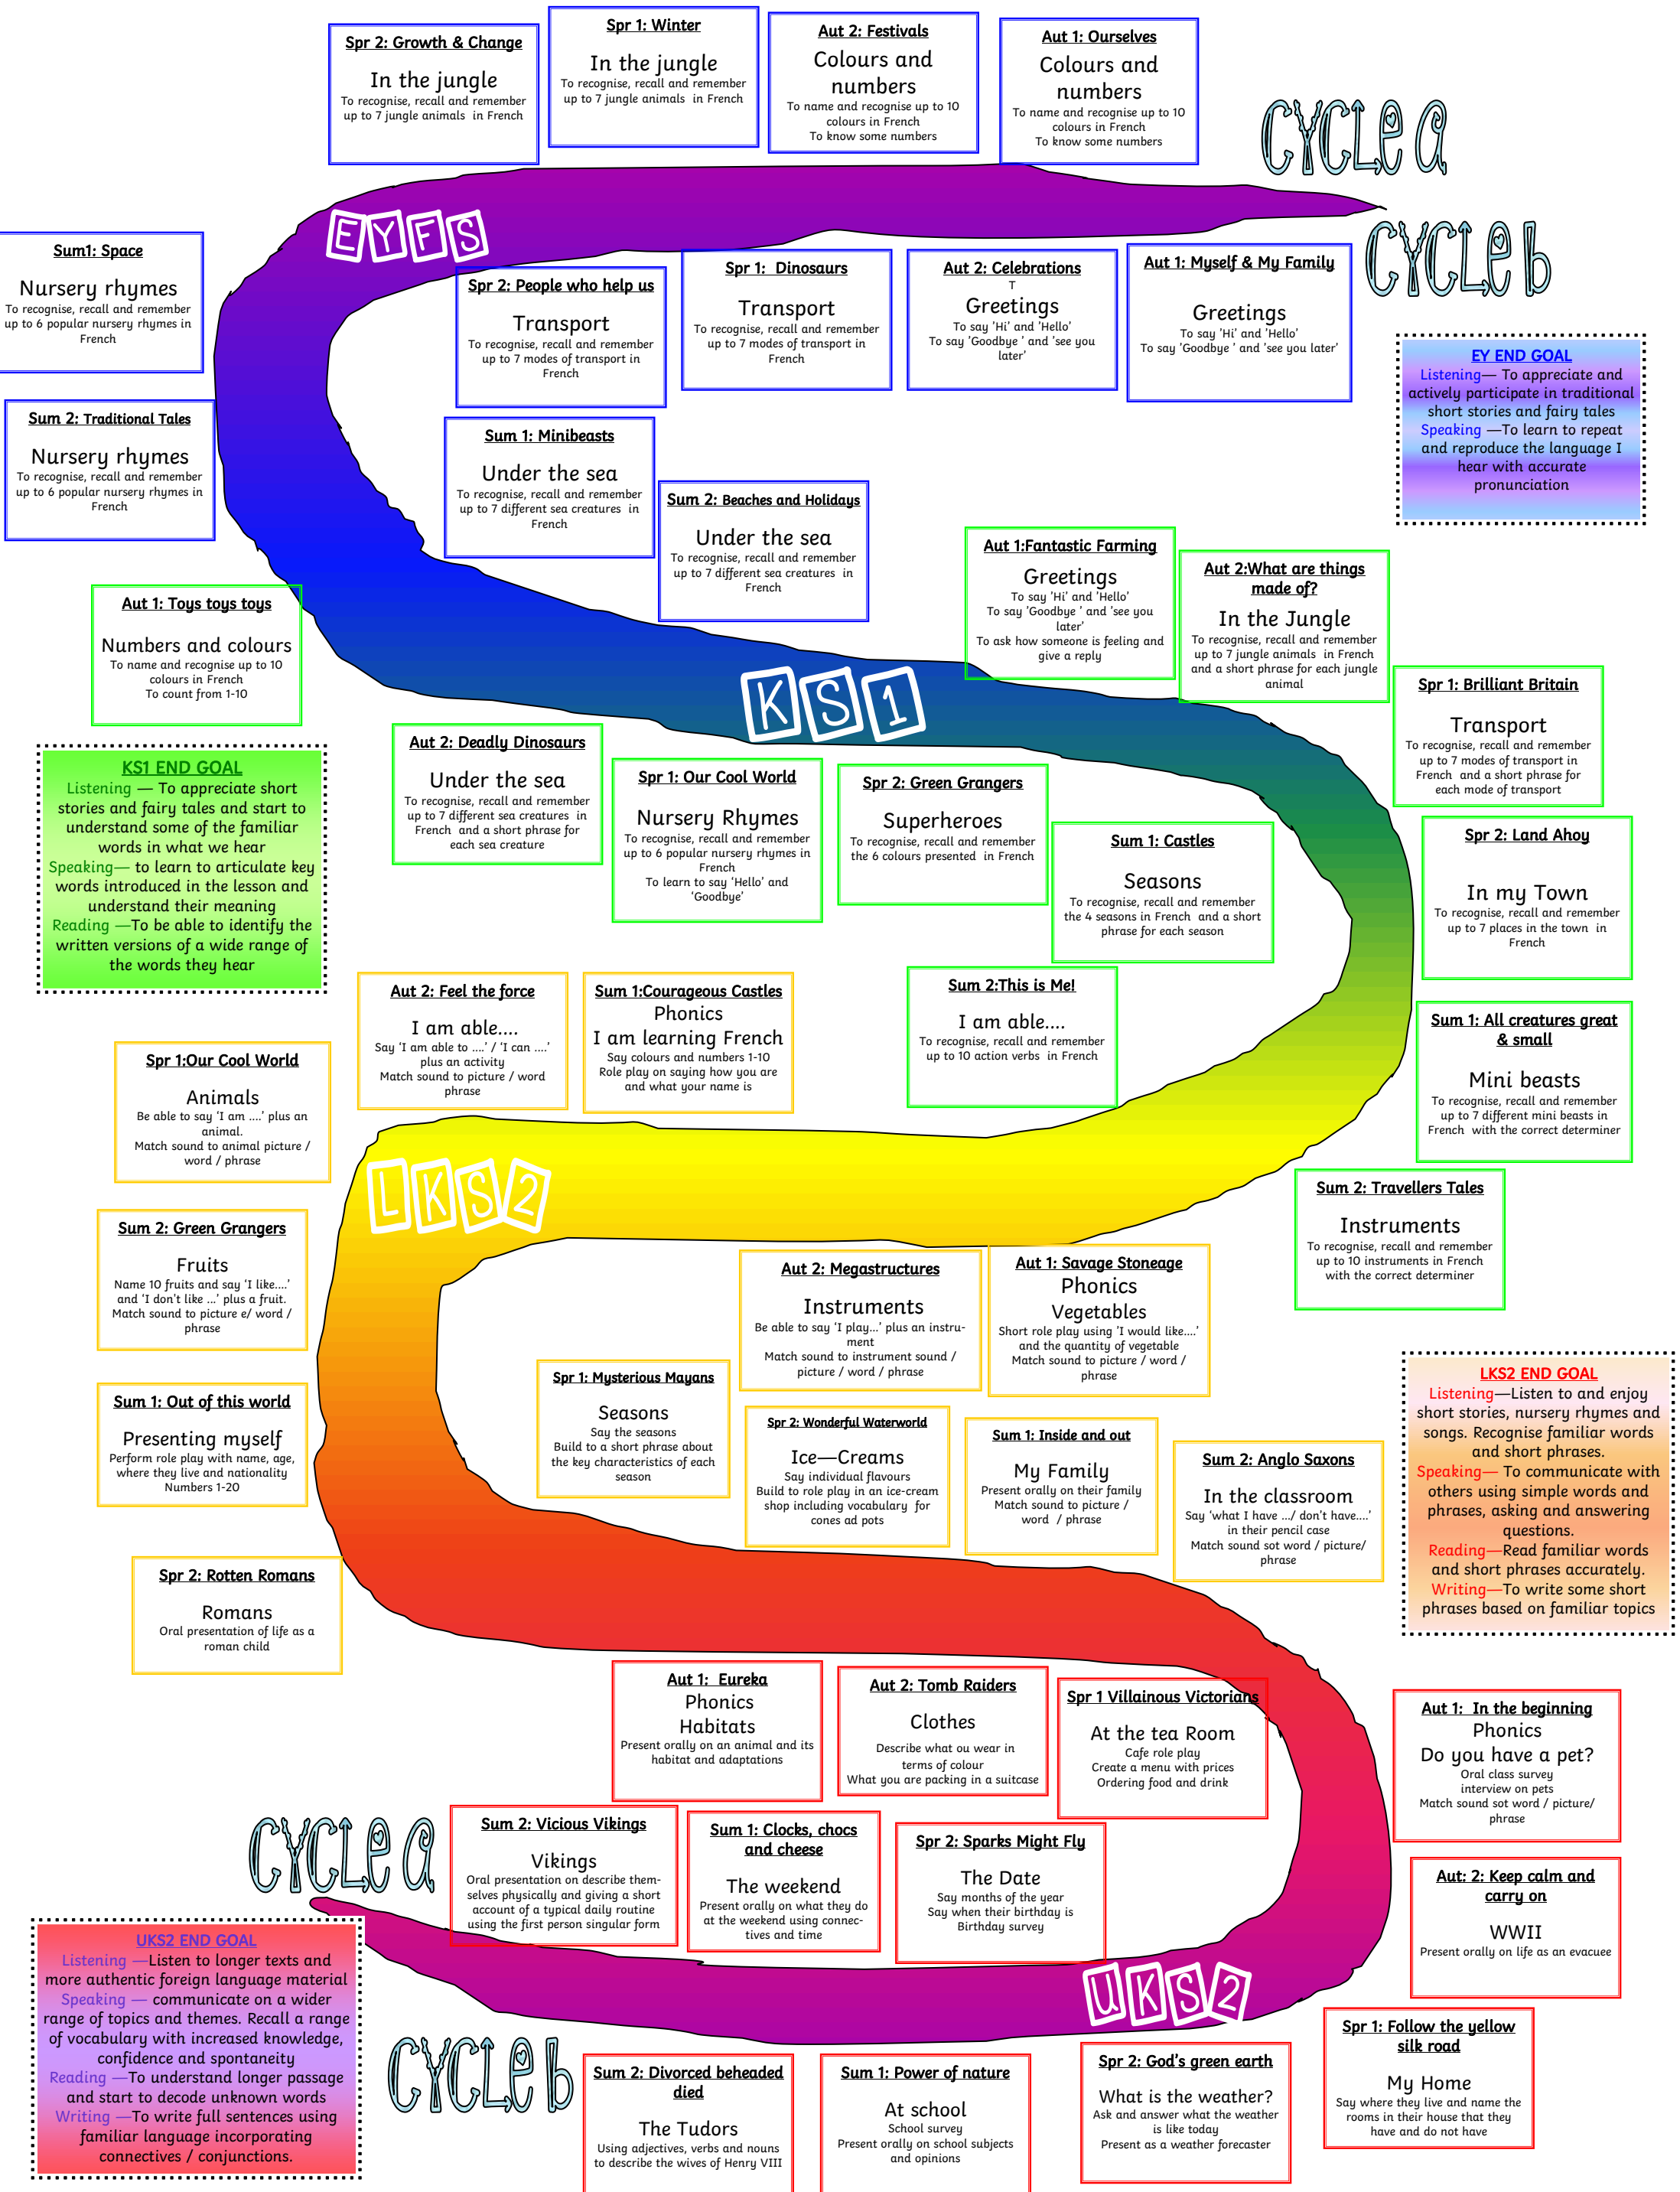 Spr 2: Growth & Change
In the jungle
To recognise, recall and remember
up to 7 jungle animals in French
Spr 1: Winter
In the jungle
To recognise, recall and remember
up to 7 jungle animals in French
Aut 2: Festivals
Colours and
numbers
To name and recognise up to 10
colours in French
To know some numbers
Aut 1: Ourselves
Colours and
numbers
To name and recognise up to 10
colours in French
To know some numbers
CYCLE a
EYFS
CYCLE b
Sum1: Space
Nursery rhymes
To recognise, recall and remember
up to 6 popular nursery rhymes in
French
Spr 2: People who help us
Transport
To recognise, recall and remember
up to 7 modes of transport in
French
Spr 1: Dinosaurs
Transport
To recognise, recall and remember
up to 7 modes of transport in
French
Aut 2: Celebrations
T
Greetings
To say 'Hi' and 'Hello'
To say 'Goodbye ' and 'see you
later'
Aut 1: Myself & My Family
Greetings
To say 'Hi' and 'Hello'
To say 'Goodbye ' and 'see you later'
EY END GOAL
Listening— To appreciate and
actively participate in traditional
short stories and fairy tales
Speaking —To learn to repeat
and reproduce the language I
hear with accurate
pronunciation
Sum 2: Traditional Tales
Nursery rhymes
To recognise, recall and remember
up to 6 popular nursery rhymes in
French
Sum 1: Minibeasts
Under the sea
To recognise, recall and remember
up to 7 different sea creatures in
French
Sum 2: Beaches and Holidays
Under the sea
To recognise, recall and remember
up to 7 different sea creatures in
French
Aut 1:Fantastic Farming
Greetings
To say 'Hi' and 'Hello'
To say 'Goodbye ' and 'see you
later'
To ask how someone is feeling and
give a reply
Aut 2:What are things
made of?
In the Jungle
To recognise, recall and remember
up to 7 jungle animals in French
and a short phrase for each jungle
animal
Aut 1: Toys toys toys
Numbers and colours
To name and recognise up to 10
colours in French
To count from 1-10
KS1
Spr 1: Brilliant Britain
Transport
To recognise, recall and remember
up to 7 modes of transport in
French and a short phrase for
each mode of transport
KS1 END GOAL
Listening — To appreciate short
stories and fairy tales and start to
understand some of the familiar
words in what we hear
Speaking— to learn to articulate key
words introduced in the lesson and
understand their meaning
Reading —To be able to identify the
written versions of a wide range of
the words they hear
Aut 2: Deadly Dinosaurs
Under the sea
To recognise, recall and remember
up to 7 different sea creatures in
French and a short phrase for
each sea creature
Spr 1: Our Cool World
Nursery Rhymes
To recognise, recall and remember
up to 6 popular nursery rhymes in
French
To learn to say 'Hello' and
'Goodbye'
Spr 2: Green Grangers
Superheroes
To recognise, recall and remember
the 6 colours presented in French
Sum 1: Castles
Seasons
To recognise, recall and remember
the 4 seasons in French and a short
phrase for each season
Spr 2: Land Ahoy
In my Town
To recognise, recall and remember
up to 7 places in the town in
French
Aut 2: Feel the force
I am able....
Say 'I am able to ....' / 'I can ....'
plus an activity
Match sound to picture / word
phrase
Sum 1:Courageous Castles
Phonics
I am learning French
Say colours and numbers 1-10
Role play on saying how you are
and what your name is
Sum 2:This is Me!
I am able....
To recognise, recall and remember
up to 10 action verbs in French
Sum 1: All creatures great
& small
Mini beasts
To recognise, recall and remember
up to 7 different mini beasts in
French with the correct determiner
Spr 1:Our Cool World
Animals
Be able to say 'I am ....' plus an
animal.
Match sound to animal picture /
word / phrase
LKS2
Sum 2: Travellers Tales
Instruments
To recognise, recall and remember
up to 10 instruments in French
with the correct determiner
Sum 2: Green Grangers
Fruits
Name 10 fruits and say 'I like....'
and 'I don't like ...' plus a fruit.
Match sound to picture e/ word /
phrase
Aut 2: Megastructures
Instruments
Be able to say 'I play...' plus an instru-
ment
Match sound to instrument sound /
picture / word / phrase
Aut 1: Savage Stoneage
Phonics
Vegetables
Short role play using 'I would like....'
and the quantity of vegetable
Match sound to picture / word /
phrase
Sum 1: Out of this world
Presenting myself
Perform role play with name, age,
where they live and nationality
Numbers 1-20
Spr 1: Mysterious Mayans
Seasons
Say the seasons
Build to a short phrase about
the key characteristics of each
season
Spr 2: Wonderful Waterworld
Ice—Creams
Say individual flavours
Build to role play in an ice-cream
shop including vocabulary for
cones ad pots
Sum 1: Inside and out
My Family
Present orally on their family
Match sound to picture /
word / phrase
Sum 2: Anglo Saxons
In the classroom
Say 'what I have .../ don't have....'
in their pencil case
Match sound sot word / picture/
phrase
LKS2 END GOAL
Listening—Listen to and enjoy
short stories, nursery rhymes and
songs. Recognise familiar words
and short phrases.
Speaking— To communicate with
others using simple words and
phrases, asking and answering
questions.
Reading—Read familiar words
and short phrases accurately.
Writing—To write some short
phrases based on familiar topics
Spr 2: Rotten Romans
Romans
Oral presentation of life as a
roman child
Aut 1: Eureka
Phonics
Habitats
Present orally on an animal and its
habitat and adaptations
Aut 2: Tomb Raiders
Clothes
Describe what ou wear in
terms of colour
What you are packing in a suitcase
Spr 1 Villainous Victorians
At the tea Room
Cafe role play
Create a menu with prices
Ordering food and drink
Aut 1: In the beginning
Phonics
Do you have a pet?
Oral class survey
interview on pets
Match sound sot word / picture/
phrase
CYCLE a
Sum 2: Vicious Vikings
Vikings
Oral presentation on describe them-
selves physically and giving a short
account of a typical daily routine
using the first person singular form
Sum 1: Clocks, chocs
and cheese
The weekend
Present orally on what they do
at the weekend using connec-
tives and time
Spr 2: Sparks Might Fly
The Date
Say months of the year
Say when their birthday is
Birthday survey
Aut: 2: Keep calm and
carry on
WWII
Present orally on life as an evacuee
UKS2 END GOAL
Listening —Listen to longer texts and
more authentic foreign language material
Speaking — communicate on a wider
range of topics and themes. Recall a range
of vocabulary with increased knowledge,
confidence and spontaneity
Reading —To understand longer passage
and start to decode unknown words
Writing —To write full sentences using
familiar language incorporating
connectives / conjunctions.
UKS2
CYCLE b
Sum 2: Divorced beheaded
died
The Tudors
Using adjectives, verbs and nouns
to describe the wives of Henry VIII
Sum 1: Power of nature
At school
School survey
Present orally on school subjects
and opinions
Spr 2: God's green earth
What is the weather?
Ask and answer what the weather
is like today
Present as a weather forecaster
Spr 1: Follow the yellow
silk road
My Home
Say where they live and name the
rooms in their house that they
have and do not have